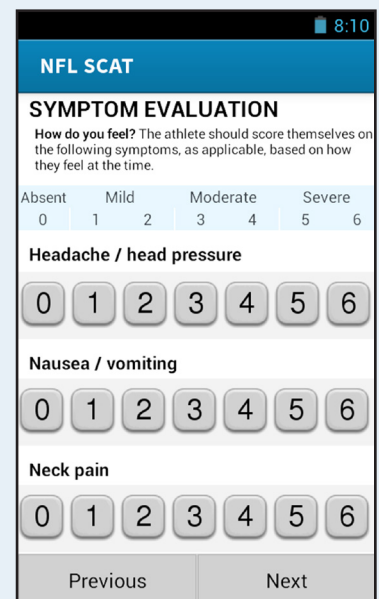 8:10
NFL SCAT
SYMPTOM EVALUATION
How do you feel? The athlete should score themselves on
the following symptoms, as applicable, based on how
they feel at the time.
Absent Mild Moderate Severe
0 1 2 3 4 5 6
Headache / head pressure
0 1 2 3 4 5 6
Nausea / vomiting
0 1 2 3 4 5 6
Neck pain
0 1 2 3 4 5 6
Previous Next